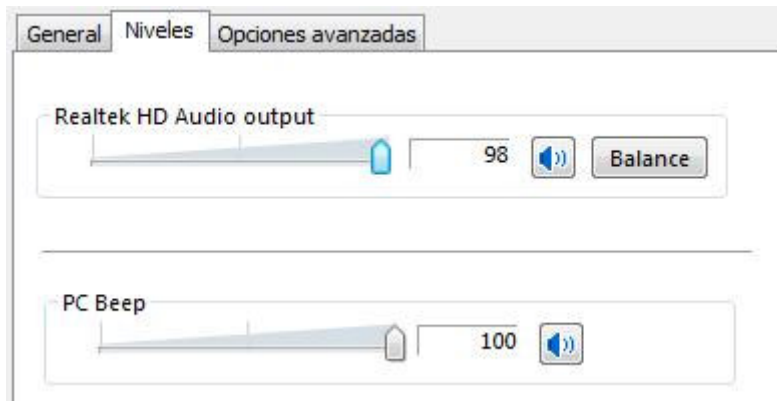 General Niveles Opciones avanzadas
Realtek HD Audio output
98 Balance
PC Beep
100